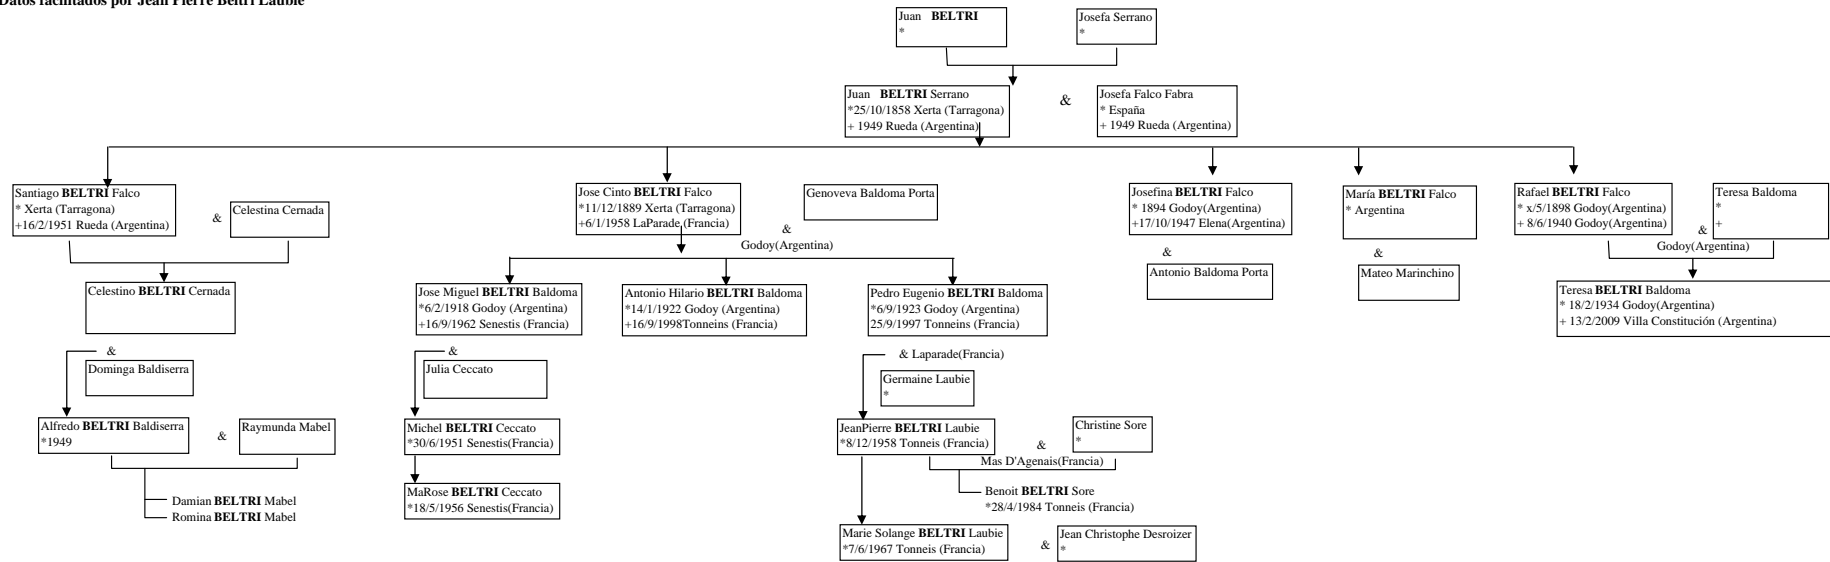 Datos facilitados por Jean Pierre Beltri Laubie
Juan BELTRI
*
Josefa Serrano
*
Juan BELTRI Serrano
*25/10/1858 Xerta (Tarragona)
+ 1949 Rueda (Argentina)
&
Josefa Falco Fabra
* España
+ 1949 Rueda (Argentina)
Santiago BELTRI Falco
* Xerta (Tarragona)
+16/2/1951 Rueda (Argentina)
&
Celestina Cernada
Jose Cinto BELTRI Falco
*11/12/1889 Xerta (Tarragona)
+6/1/1958 LaParade (Francia)
Genoveva Baldoma Porta
&
Godoy(Argentina)
Josefina BELTRI Falco
* 1894 Godoy(Argentina)
+17/10/1947 Elena(Argentina)
&
Antonio Baldoma Porta
María BELTRI Falco
* Argentina
&
Mateo Marinchino
Rafael BELTRI Falco
* x/5/1898 Godoy(Argentina)
+ 8/6/1940 Godoy(Argentina)
Teresa Baldoma
*
+
&
Godoy(Argentina)
Celestino BELTRI Cernada
Jose Miguel BELTRI Baldoma
*6/2/1918 Godoy (Argentina)
+16/9/1962 Senestis (Francia)
Antonio Hilario BELTRI Baldoma
*14/1/1922 Godoy (Argentina)
+16/9/1998Tonneins (Francia)
Pedro Eugenio BELTRI Baldoma
*6/9/1923 Godoy (Argentina)
25/9/1997 Tonneins (Francia)
Teresa BELTRI Baldoma
* 18/2/1934 Godoy(Argentina)
+ 13/2/2009 Villa Constitución (Argentina)
&
Dominga Baldiserra
&
Julia Ceccato
& Laparade(Francia)
Germaine Laubie
*
Alfredo BELTRI Baldiserra
*1949
&
Raymunda Mabel
Michel BELTRI Ceccato
*30/6/1951 Senestis(Francia)
JeanPierre BELTRI Laubie
*8/12/1958 Tonneis (Francia)
&
Mas D'Agenais(Francia)
Christine Sore
*
Damian BELTRI Mabel
Romina BELTRI Mabel
MaRose BELTRI Ceccato
*18/5/1956 Senestis(Francia)
Benoit BELTRI Sore
*28/4/1984 Tonneis (Francia)
Marie Solange BELTRI Laubie
*7/6/1967 Tonneis (Francia)
&
Jean Christophe Desroizer
*